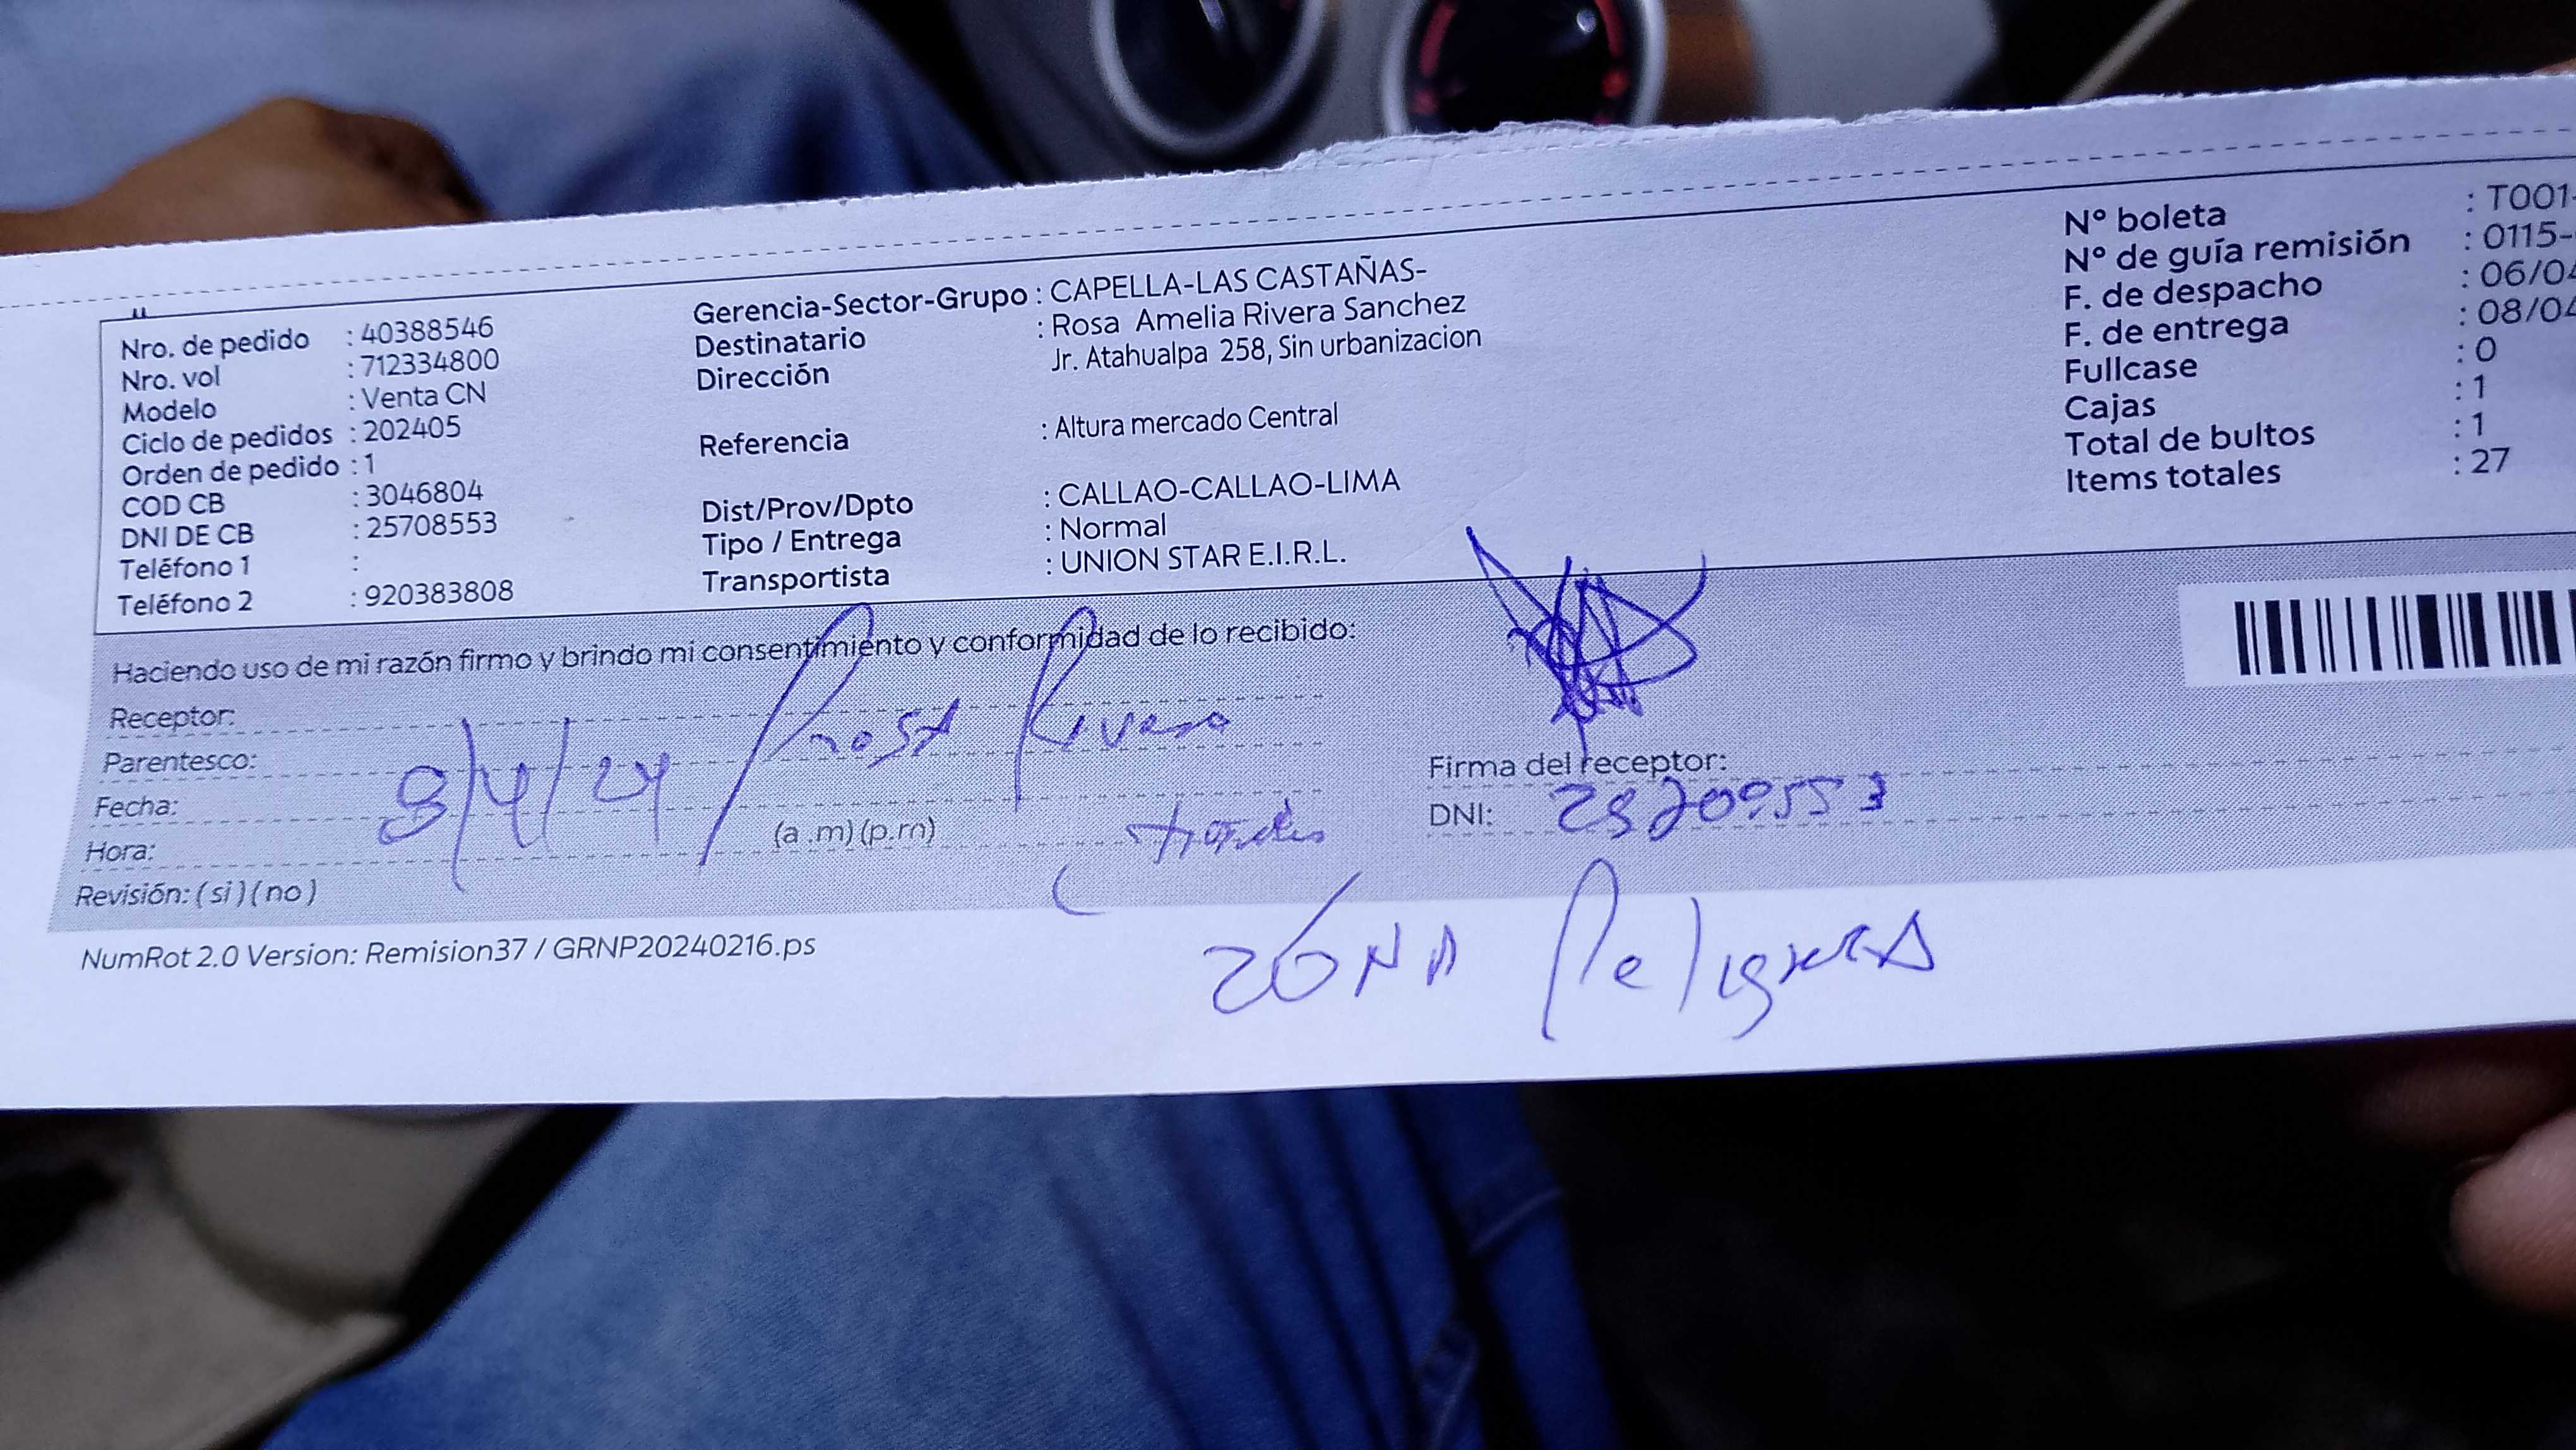 Nro. de pedido : 40388546
Nro. vol : 712334800
Modelo : Venta CN
Ciclo de pedidos : 202405
Orden de pedido : 1
COD CB : 3046804
DNI DE CB : 25708553
Teléfono 1 :
Teléfono 2 : 920383808
Gerencia-Sector-Grupo : CAPELLA-LAS CASTAÑAS-
Destinatario : Rosa Amelia Rivera Sanchez
Dirección Jr. Atahualpa 258, Sin urbanizacion
Referencia : Altura mercado Central
Dist/Prov/Dpto : CALLAO-CALLAO-LIMA
Tipo / Entrega : Normal
Transportista : UNION STAR E.I.R.L.
N° boleta : T001-
N° de guía remisión : 0115-
F. de despacho : 06/04
F. de entrega : 08/04
Fullcase : 0
Cajas : 1
Total de bultos : 1
Items totales : 27
Haciendo uso de mi razón firmo y brindo mi consentimiento y conformidad de lo recibido:
Receptor: Rosa Rivera
Parentesco:
Fecha: 8/4/24
Hora: (a .m) (p.m)
Revisión: ( si ) ( no )
Firma del receptor:
DNI: 25708553
ZONA Peligrosa
NumRot 2.0 Version: Remision37 / GRNP20240216.ps